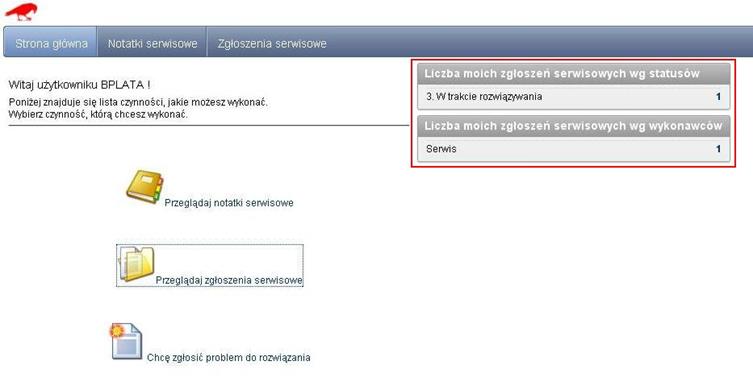 Strona główna
Notatki serwisowe
Zgłoszenia serwisowe
Witaj użytkowniku BPLATA !
Poniżej znajduje się lista czynności, jakie możesz wykonać.
Wybierz czynność, którą chcesz wykonać.
Liczba moich zgłoszeń serwisowych wg statusów
3. W trakcie rozwiązywania 1
Liczba moich zgłoszeń serwisowych wg wykonawców
Serwis 1
Przeglądaj notatki serwisowe
Przeglądaj zgłoszenia serwisowe
Chcę zgłosić problem do rozwiązania